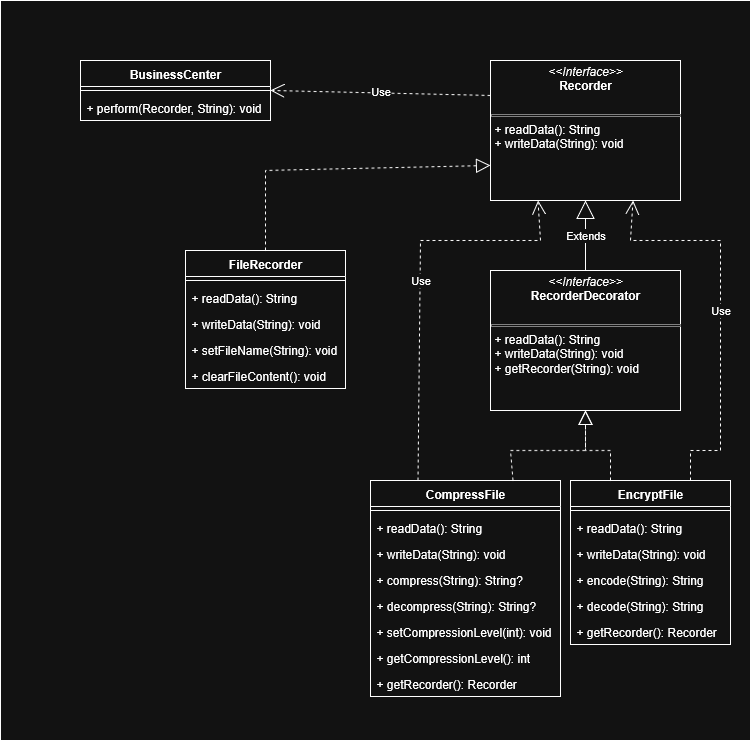 BusinessCenter
+ perform(Recorder, String): void
Use
<<Interface>>
Recorder
+ readData(): String
+ writeData(String): void
FileRecorder
+ readData(): String
+ writeData(String): void
+ setFileName(String): void
+ clearFileContent(): void
Use
Extends
Use
<<Interface>>
RecorderDecorator
+ readData(): String
+ writeData(String): void
+ getRecorder(String): void
CompressFile
+ readData(): String
+ writeData(String): void
+ compress(String): String?
+ decompress(String): String?
+ setCompressionLevel(int): void
+ getCompressionLevel(): int
+ getRecorder(): Recorder
EncryptFile
+ readData(): String
+ writeData(String): void
+ encode(String): String
+ decode(String): String
+ getRecorder(): Recorder